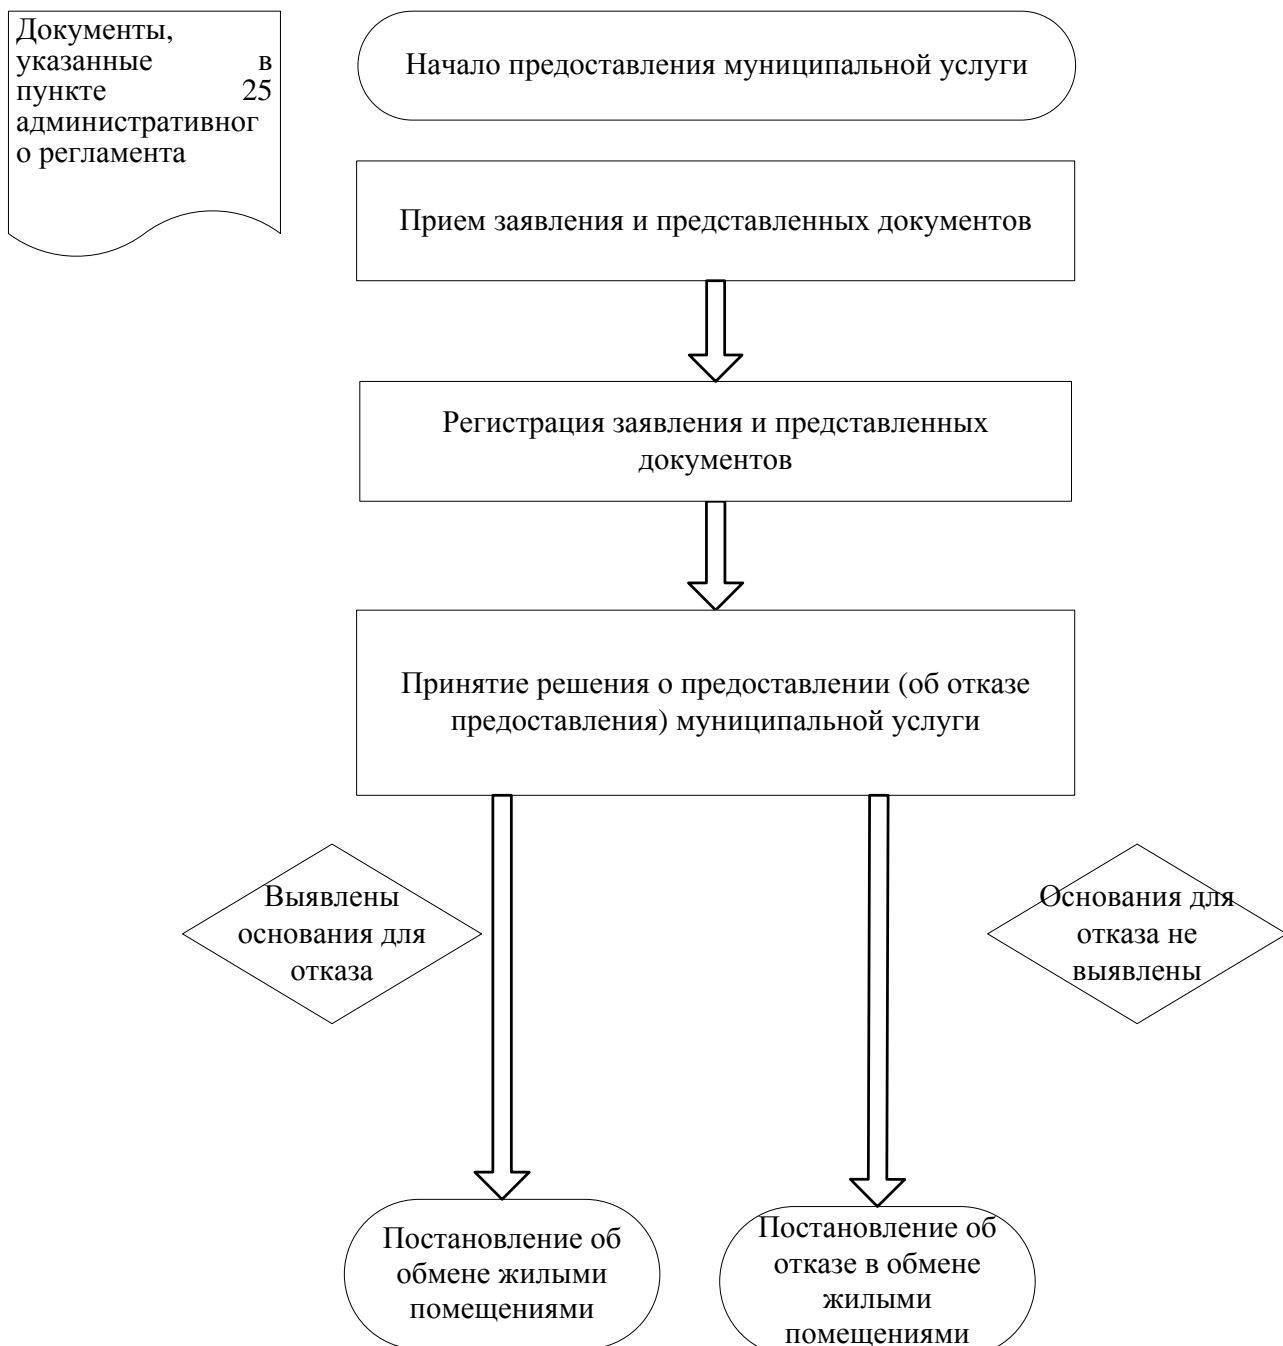 Документы,
указанные в
пункте 25
административног
о регламента
Начало предоставления муниципальной услуги
Прием заявления и представленных документов
Регистрация заявления и представленных
документов
Принятие решения о предоставлении (об отказе
предоставления) муниципальной услуги
Выявлены
основания для
отказа
Основания для
отказа не
выявлены
Постановление об
обмене жилыми
помещениями
Постановление об
отказе в обмене
жилыми
помещениями